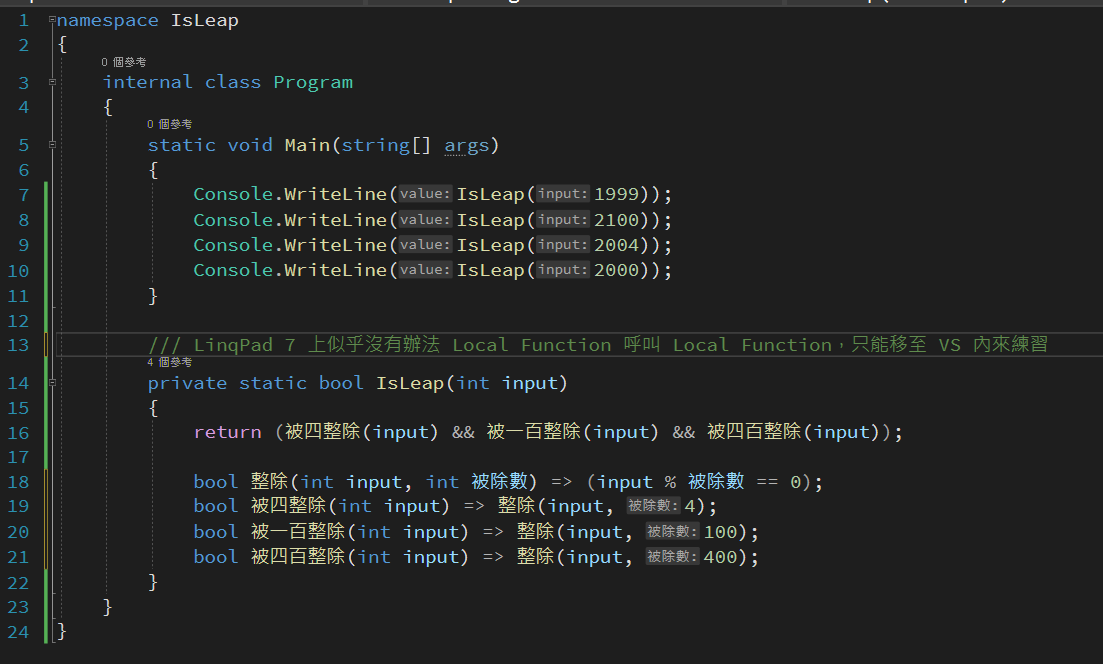 1 namespace IsLeap
2 {
0 個參考
3 internal class Program
4 {
0 個參考
5 static void Main(string[] args)
6 {
7 Console.WriteLine(value: IsLeap(input: 1999));
8 Console.WriteLine(value: IsLeap(input: 2100));
9 Console.WriteLine(value: IsLeap(input: 2004));
10 Console.WriteLine(value: IsLeap(input: 2000));
11 }
12
13 /// LinqPad 7 上似乎沒有辦法 Local Function 呼叫 Local Function，只能移至 VS 內來練習
4 個參考
14 private static bool IsLeap(int input)
15 {
16 return (被四整除(input) && 被一百整除(input) && 被四百整除(input));
17
18 bool 整除(int input, int 被除數) => (input % 被除數 == 0);
19 bool 被四整除(int input) => 整除(input, 被除數: 4);
20 bool 被一百整除(int input) => 整除(input, 被除數: 100);
21 bool 被四百整除(int input) => 整除(input, 被除數: 400);
22 }
23 }
24 }